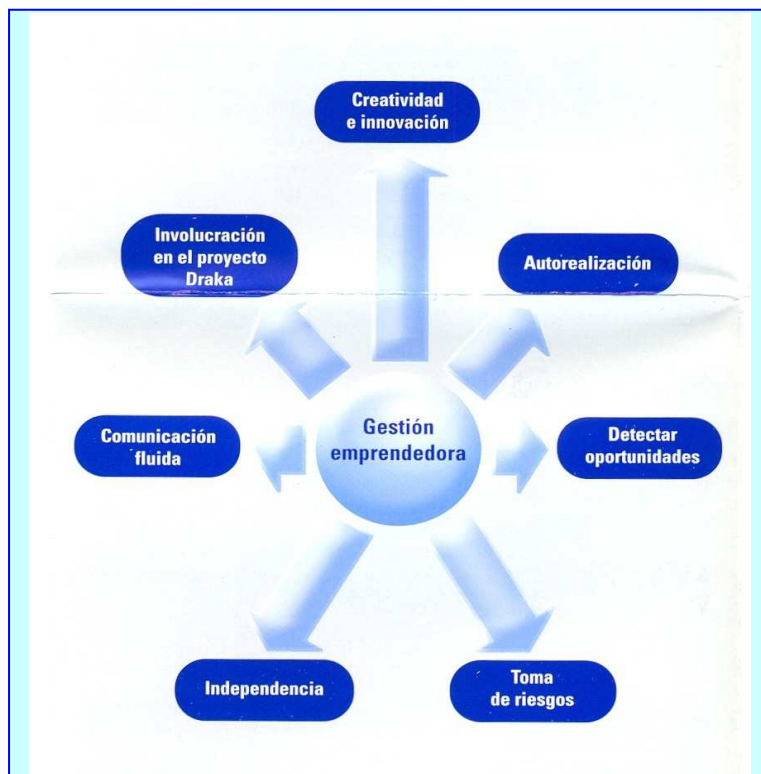 Creatividad
e innovación
Involucración
en el proyecto
Draka
Autorealización
Comunicación
fluida
Gestión
emprendedora
Detectar
oportunidades
Independencia
Toma
de riesgos